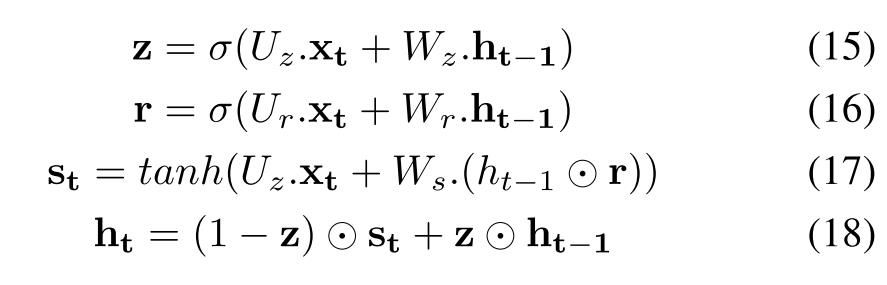 z = σ(U_z.x_t + W_z.h_{t−1}) (15)
r = σ(U_r.x_t + W_r.h_{t−1}) (16)
s_t = tanh(U_z.x_t + W_s.(h_{t−1} ⊙ r)) (17)
h_t = (1 − z) ⊙ s_t + z ⊙ h_{t−1} (18)